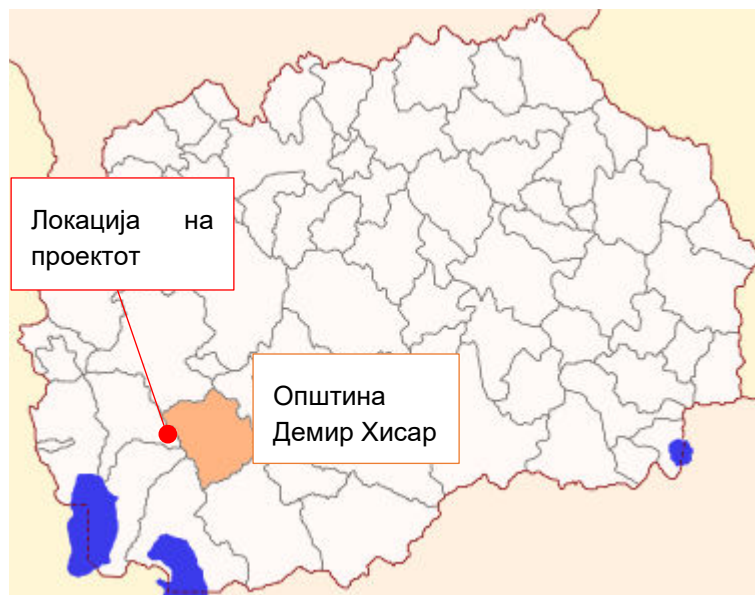 Локација на
проектот
Општина
Демир Хисар